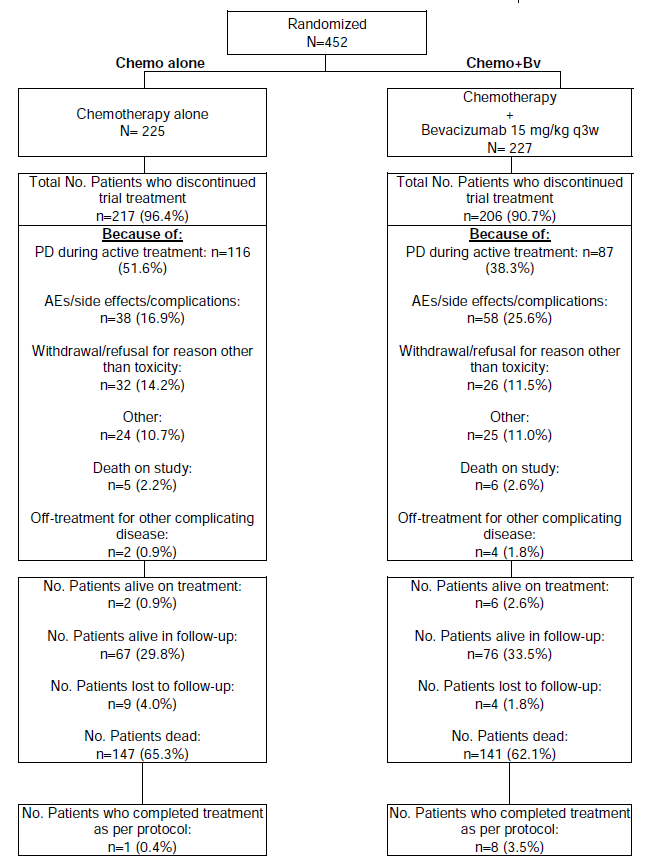 Randomized
N=452
Chemo alone
Chemo+Bv
Chemotherapy alone
N= 225
Chemotherapy
+
Bevacizumab 15 mg/kg q3w
N= 227
Total No. Patients who discontinued
trial treatment
n=217 (96.4%)
Because of:
PD during active treatment: n=116
(51.6%)
AEs/side effects/complications:
n=38 (16.9%)
Withdrawal/refusal for reason other
than toxicity:
n=32 (14.2%)
Other:
n=24 (10.7%)
Death on study:
n=5 (2.2%)
Off-treatment for other complicating
disease:
n=2 (0.9%)
Total No. Patients who discontinued
trial treatment
n=206 (90.7%)
Because of:
PD during active treatment: n=87
(38.3%)
AEs/side effects/complications:
n=58 (25.6%)
Withdrawal/refusal for reason other
than toxicity:
n=26 (11.5%)
Other:
n=25 (11.0%)
Death on study:
n=6 (2.6%)
Off-treatment for other complicating
disease:
n=4 (1.8%)
No. Patients alive on treatment:
n=2 (0.9%)
No. Patients alive in follow-up:
n=67 (29.8%)
No. Patients lost to follow-up:
n=9 (4.0%)
No. Patients dead:
n=147 (65.3%)
No. Patients alive on treatment:
n=6 (2.6%)
No. Patients alive in follow-up:
n=76 (33.5%)
No. Patients lost to follow-up:
n=4 (1.8%)
No. Patients dead:
n=141 (62.1%)
No. Patients who completed treatment
as per protocol:
n=1 (0.4%)
No. Patients who completed treatment
as per protocol:
n=8 (3.5%)